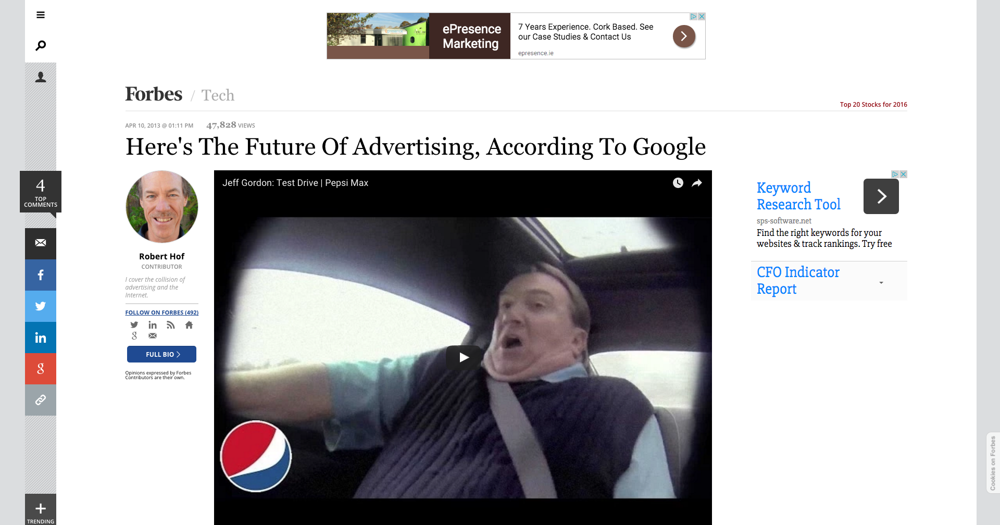 ePresence
Marketing
7 Years Experience. Cork Based. See
our Case Studies & Contact Us
epresence.ie
Forbes / Tech
Top 20 Stocks for 2016
APR 10, 2013 @ 01:11 PM 47,828 VIEWS
Here's The Future Of Advertising, According To Google
4
TOP
COMMENTS
Robert Hof
CONTRIBUTOR
I cover the collision of
advertising and the
Internet.
FOLLOW ON FORBES (492)
FULL BIO
Opinions expressed by Forbes
Contributors are their own.
Jeff Gordon: Test Drive | Pepsi Max
Keyword
Research Tool
sps-software.net
Find the right keywords for your
websites & track rankings. Try free
CFO Indicator
Report
Cookies on Forbes
TRENDING